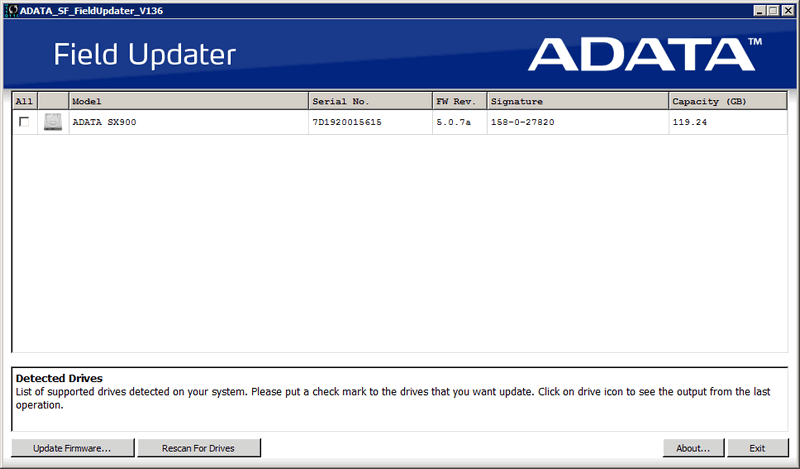 ADATA_SF_FieldUpdater_V136
Field Updater
ADATA™
All Model Serial No. FW Rev. Signature Capacity (GB)
ADATA SX900 7D1920015615 5.0.7a 158-0-27820 119.24
Detected Drives
List of supported drives detected on your system. Please put a check mark to the drives that you want update. Click on drive icon to see the output from the last
operation.
Update Firmware... Rescan For Drives About... Exit